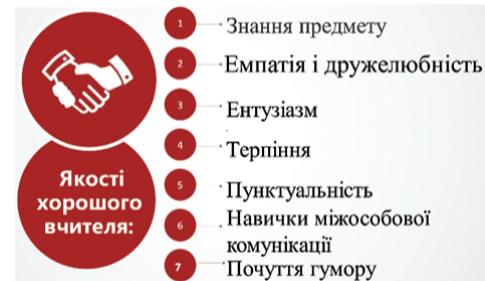 Якості
хорошого
вчителя:
1 Знання предмету
2 Емпатія і дружелюбність
3 Ентузіазм
4 Терпіння
5 Пунктуальність
6 Навички міжособової
комунікації
7 Почуття гумору